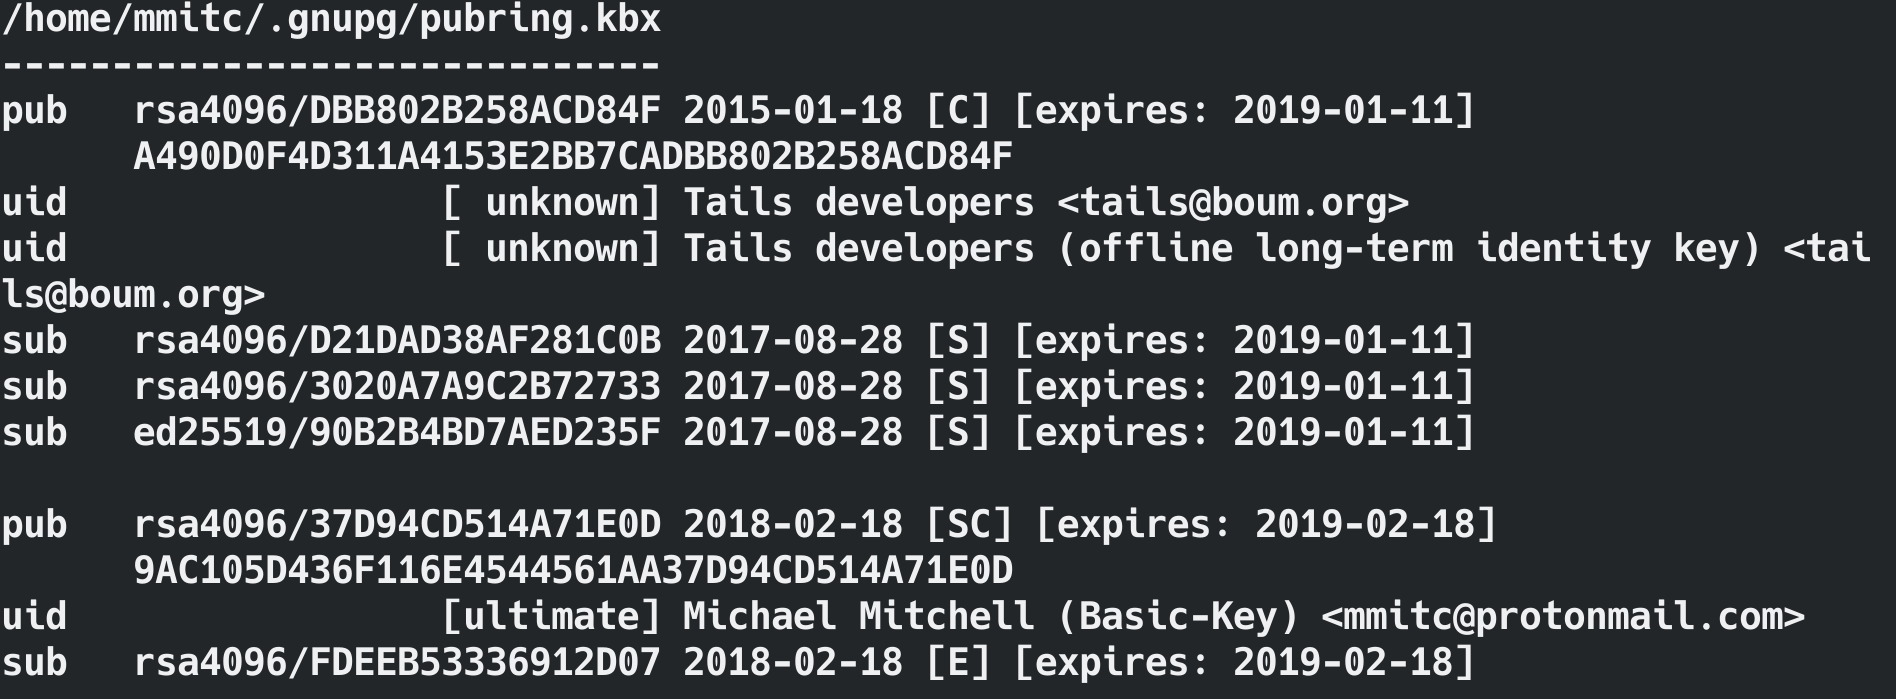 /home/mmitc/.gnupg/pubring.kbx
------------------------------
pub   rsa4096/DBB802B258ACD84F 2015-01-18 [C] [expires: 2019-01-11]
      A490D0F4D311A4153E2BB7CADBB802B258ACD84F
uid                 [ unknown] Tails developers <tails@boum.org>
uid                 [ unknown] Tails developers (offline long-term identity key) <tai
ls@boum.org>
sub   rsa4096/D21DAD38AF281C0B 2017-08-28 [S] [expires: 2019-01-11]
sub   rsa4096/3020A7A9C2B72733 2017-08-28 [S] [expires: 2019-01-11]
sub   ed25519/90B2B4BD7AED235F 2017-08-28 [S] [expires: 2019-01-11]

pub   rsa4096/37D94CD514A71E0D 2018-02-18 [SC] [expires: 2019-02-18]
      9AC105D436F116E4544561AA37D94CD514A71E0D
uid                 [ultimate] Michael Mitchell (Basic-Key) <mmitc@protonmail.com>
sub   rsa4096/FDEEB53336912D07 2018-02-18 [E] [expires: 2019-02-18]